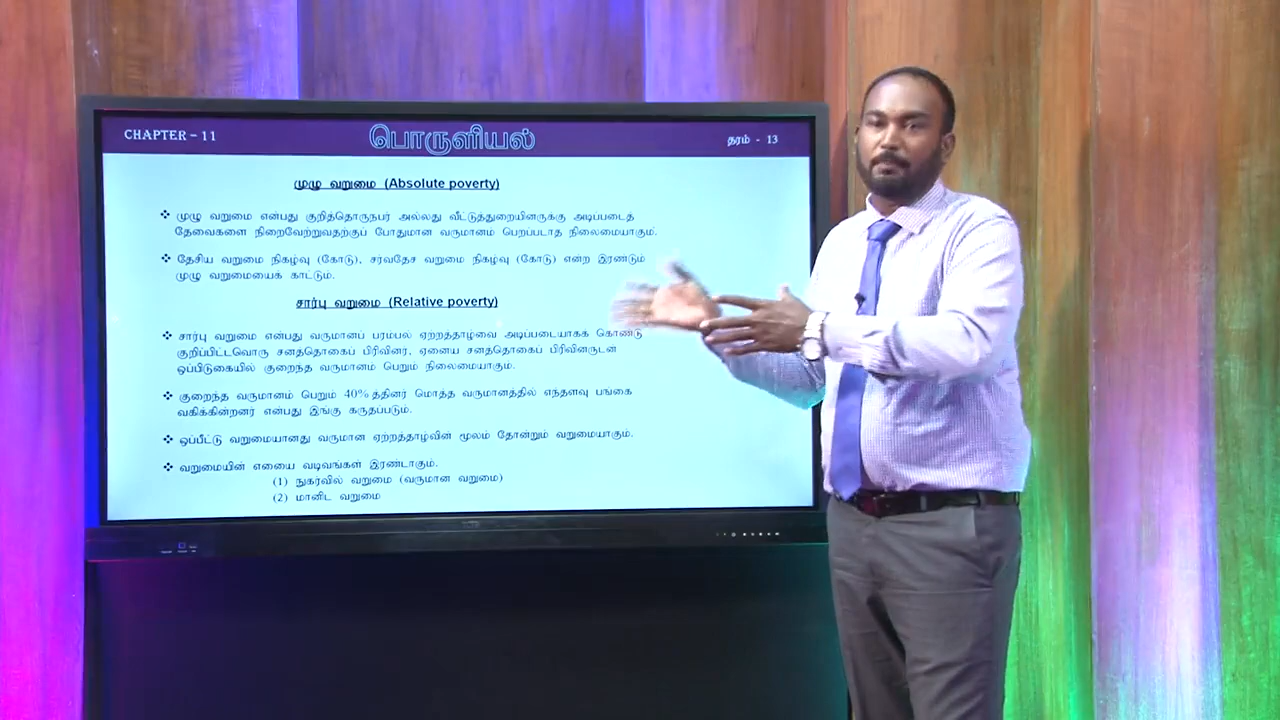 CHAPTER – 11
பொருளியல்
தரம் - 13
முழு வறுமை (Absolute poverty)
❖ முழு வறுமை என்பது குறித்தொருநபர் அல்லது வீட்டுத்துறையினருக்கு அடிப்படைத்
தேவைகளை நிறைவேற்றுவதற்குப் போதுமான வருமானம் பெறப்படாத நிலைமையாகும்.
❖ தேசிய வறுமை நிகழ்வு (கோடு), சர்வதேச வறுமை நிகழ்வு (கோடு) என்ற இரண்டும்
முழு வறுமையைக் காட்டும்.
சார்பு வறுமை (Relative poverty)
❖ சார்பு வறுமை என்பது வருமானப் பரம்பல் ஏற்றத்தாழ்வை அடிப்படையாகக் கொண்டு
குறிப்பிட்டவொரு சனத்தொகைப் பிரிவினர், ஏனைய சனத்தொகைப் பிரிவினருடன்
ஒப்பிடுகையில் குறைந்த வருமானம் பெறும் நிலைமையாகும்.
❖ குறைந்த வருமானம் பெறும் 40% த்தினர் மொத்த வருமானத்தில் எந்தளவு பங்கை
வகிக்கின்றனர் என்பது இங்கு கருதப்படும்.
❖ ஒப்பீட்டு வறுமையானது வருமான ஏற்றத்தாழ்வின் மூலம் தோன்றும் வறுமையாகும்.
❖ வறுமையின் எனைய வடிவங்கள் இரண்டாகும்.
(1) நுகர்வில் வறுமை (வருமான வறுமை)
(2) மானிட வறுமை